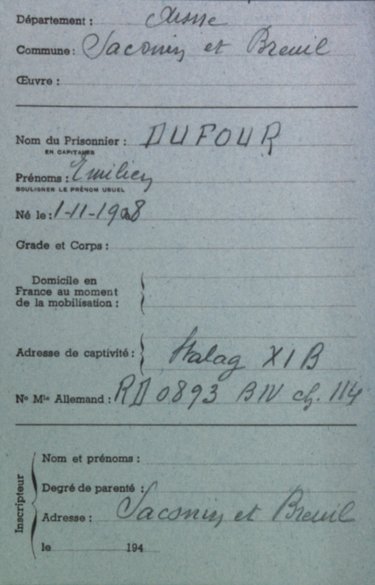 Département : Aisne
Commune : Saconin et Breuil
Œuvre :
Nom du Prisonnier : DUFOUR
EN CAPITALES
Prénoms : Emilien
SOULIGNER LE PRÉNOM USUEL
Né le : 1-11-1908
Grade et Corps :
Domicile en
France au moment
de la mobilisation :
Adresse de captivité : Stalag XI B
N° Mle Allemand : RD 0893 BIV ch. 114
Inscripteur
Nom et prénoms :
Degré de parenté :
Adresse : Saconin et Breuil
le 194